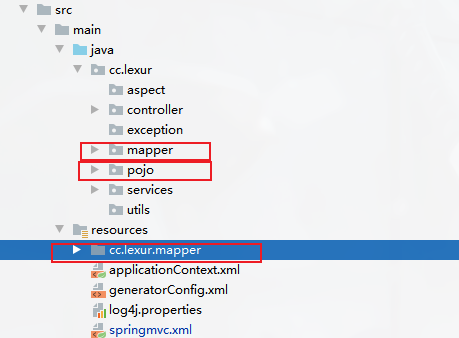 src
main
java
cc.lexur
aspect
controller
exception
mapper
pojo
services
utils
resources
cc.lexur.mapper
applicationContext.xml
generatorConfig.xml
log4j.properties
springmvc.xml